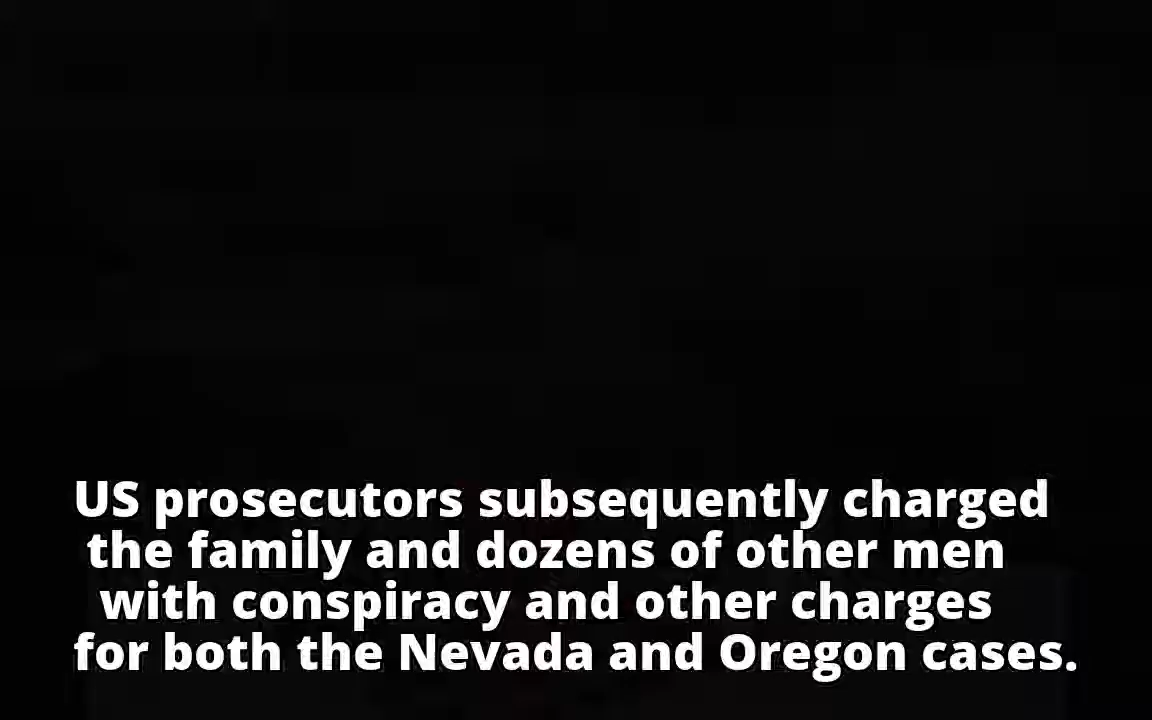 US prosecutors subsequently charged
the family and dozens of other men
with conspiracy and other charges
for both the Nevada and Oregon cases.